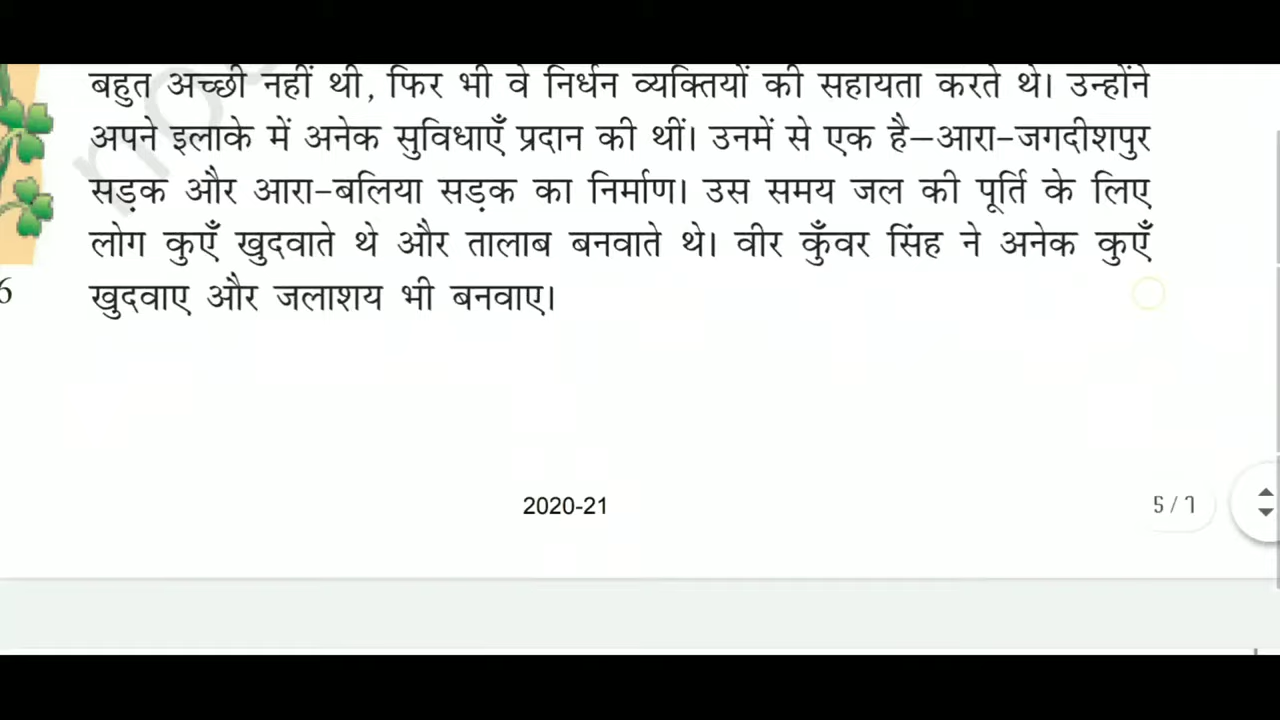 बहुत अच्छी नहीं थी, फिर भी वे निर्धन व्यक्तियों की सहायता करते थे। उन्होंने
अपने इलाके में अनेक सुविधाएँ प्रदान की थीं। उनमें से एक है–आरा-जगदीशपुर
सड़क और आरा-बलिया सड़क का निर्माण। उस समय जल की पूर्ति के लिए
लोग कुएँ खुदवाते थे और तालाब बनवाते थे। वीर कुँवर सिंह ने अनेक कुएँ
खुदवाए और जलाशय भी बनवाए।
6
2020-21
5 / 7